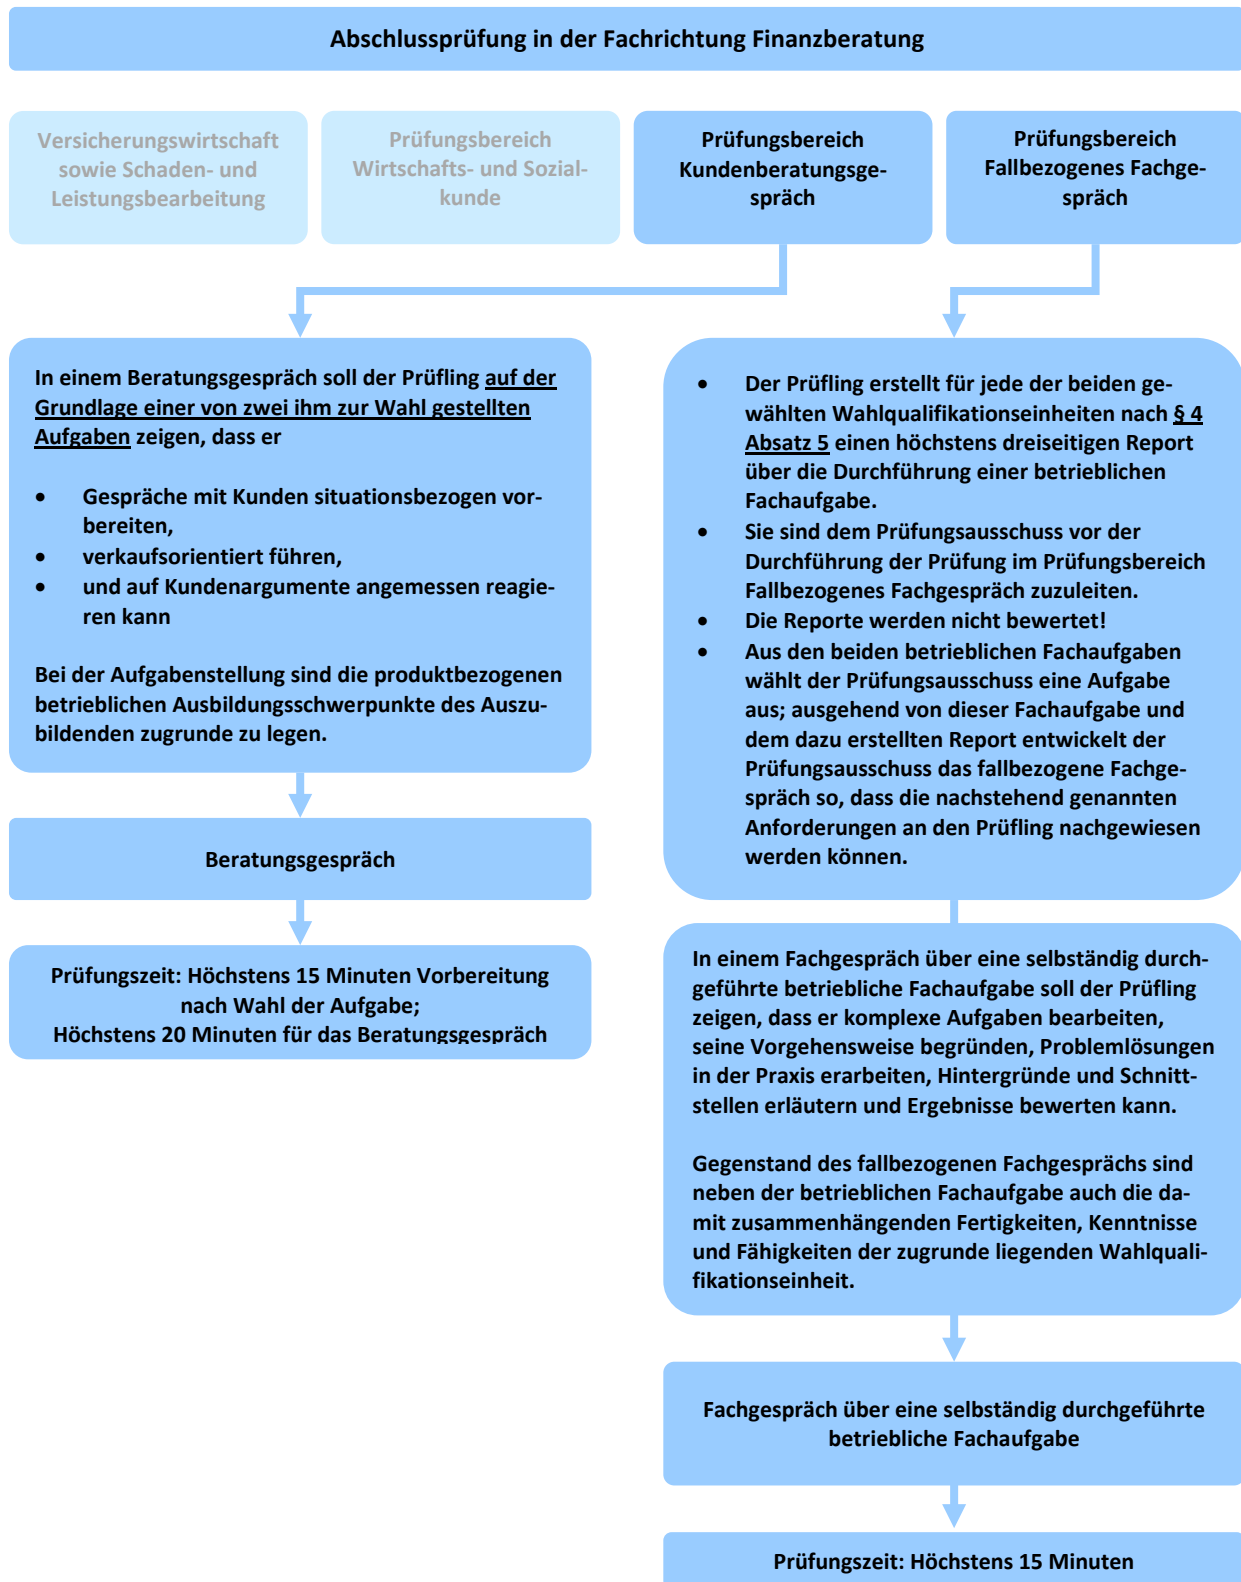 Abschlussprüfung in der Fachrichtung Finanzberatung
Versicherungswirtschaft
sowie Schaden- und
Leistungsbearbeitung
Prüfungsbereich
Wirtschafts- und Sozial-
kunde
Prüfungsbereich
Kundenberatungsge-
spräch
Prüfungsbereich
Fallbezogenes Fachge-
spräch
In einem Beratungsgespräch soll der Prüfling auf der
Grundlage einer von zwei ihm zur Wahl gestellten
Aufgaben zeigen, dass er
• Gespräche mit Kunden situationsbezogen vor-
bereiten,
• verkaufsorientiert führen,
• und auf Kundenargumente angemessen reagie-
ren kann
Bei der Aufgabenstellung sind die produktbezogenen
betrieblichen Ausbildungsschwerpunkte des Auszu-
bildenden zugrunde zu legen.
Beratungsgespräch
Prüfungszeit: Höchstens 15 Minuten Vorbereitung
nach Wahl der Aufgabe;
Höchstens 20 Minuten für das Beratungsgespräch
• Der Prüfling erstellt für jede der beiden ge-
wählten Wahlqualifikationseinheiten nach § 4
Absatz 5 einen höchstens dreiseitigen Report
über die Durchführung einer betrieblichen
Fachaufgabe.
• Sie sind dem Prüfungsausschuss vor der
Durchführung der Prüfung im Prüfungsbereich
Fallbezogenes Fachgespräch zuzuleiten.
• Die Reporte werden nicht bewertet!
• Aus den beiden betrieblichen Fachaufgaben
wählt der Prüfungsausschuss eine Aufgabe
aus; ausgehend von dieser Fachaufgabe und
dem dazu erstellten Report entwickelt der
Prüfungsausschuss das fallbezogene Fachge-
spräch so, dass die nachstehend genannten
Anforderungen an den Prüfling nachgewiesen
werden können.
In einem Fachgespräch über eine selbständig durch-
geführte betriebliche Fachaufgabe soll der Prüfling
zeigen, dass er komplexe Aufgaben bearbeiten,
seine Vorgehensweise begründen, Problemlösungen
in der Praxis erarbeiten, Hintergründe und Schnitt-
stellen erläutern und Ergebnisse bewerten kann.
Gegenstand des fallbezogenen Fachgesprächs sind
neben der betrieblichen Fachaufgabe auch die da-
mit zusammenhängenden Fertigkeiten, Kenntnisse
und Fähigkeiten der zugrunde liegenden Wahlquali-
fikationseinheit.
Fachgespräch über eine selbständig durchgeführte
betriebliche Fachaufgabe
Prüfungszeit: Höchstens 15 Minuten